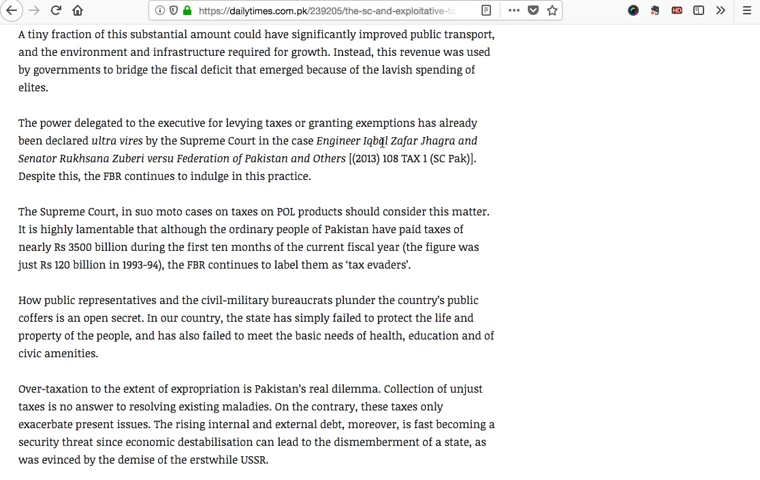 https://dailytimes.com.pk/239205/the-sc-and-exploitative-ta
HD
A tiny fraction of this substantial amount could have significantly improved public transport,
and the environment and infrastructure required for growth. Instead, this revenue was used
by governments to bridge the fiscal deficit that emerged because of the lavish spending of
elites.
The power delegated to the executive for levying taxes or granting exemptions has already
been declared ultra vires by the Supreme Court in the case Engineer Iqbal Zafar Jhagra and
Senator Rukhsana Zuberi versu Federation of Pakistan and Others [(2013) 108 TAX 1 (SC Pak)].
Despite this, the FBR continues to indulge in this practice.
The Supreme Court, in suo moto cases on taxes on POL products should consider this matter.
It is highly lamentable that although the ordinary people of Pakistan have paid taxes of
nearly Rs 3500 billion during the first ten months of the current fiscal year (the figure was
just Rs 120 billion in 1993-94), the FBR continues to label them as ‘tax evaders’.
How public representatives and the civil-military bureaucrats plunder the country’s public
coffers is an open secret. In our country, the state has simply failed to protect the life and
property of the people, and has also failed to meet the basic needs of health, education and of
civic amenities.
Over-taxation to the extent of expropriation is Pakistan’s real dilemma. Collection of unjust
taxes is no answer to resolving existing maladies. On the contrary, these taxes only
exacerbate present issues. The rising internal and external debt, moreover, is fast becoming a
security threat since economic destabilisation can lead to the dismemberment of a state, as
was evinced by the demise of the erstwhile USSR.